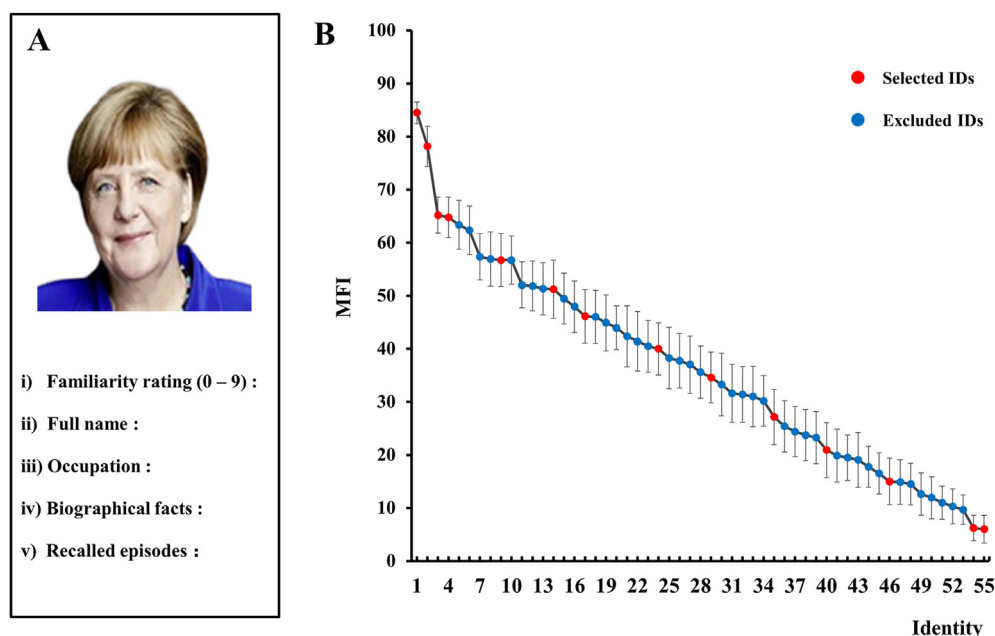 A
i) Familiarity rating (0 – 9) :
ii) Full name :
iii) Occupation :
iv) Biographical facts :
v) Recalled episodes :
B
MFI
100
90
80
70
60
50
40
30
20
10
0
Selected IDs
Excluded IDs
1 4 7 10 13 16 19 22 25 28 31 34 37 40 43 46 49 52 55
Identity